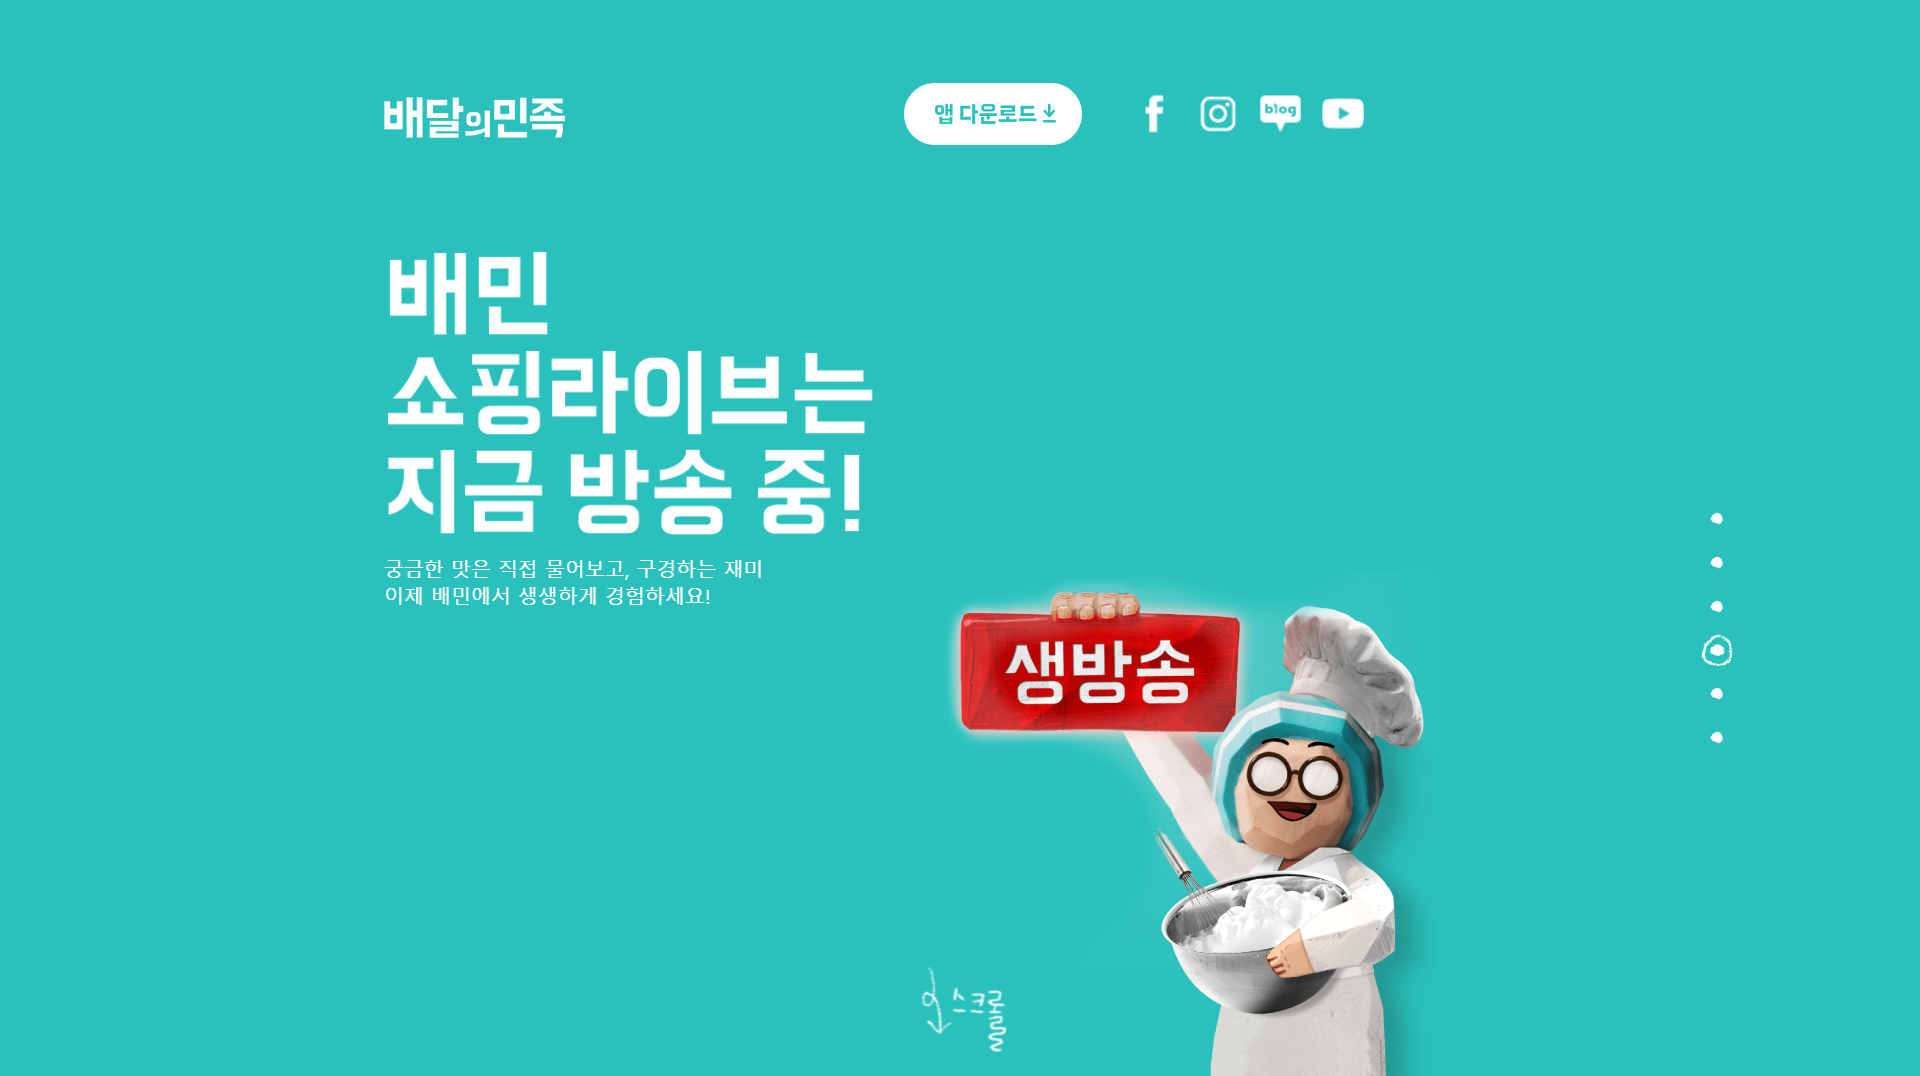 배달의민족
앱 다운로드
blog
배민
쇼핑라이브는
지금 방송 중!
궁금한 맛은 직접 물어보고, 구경하는 재미
이제 배민에서 생생하게 경험하세요!
생방송
스크롤